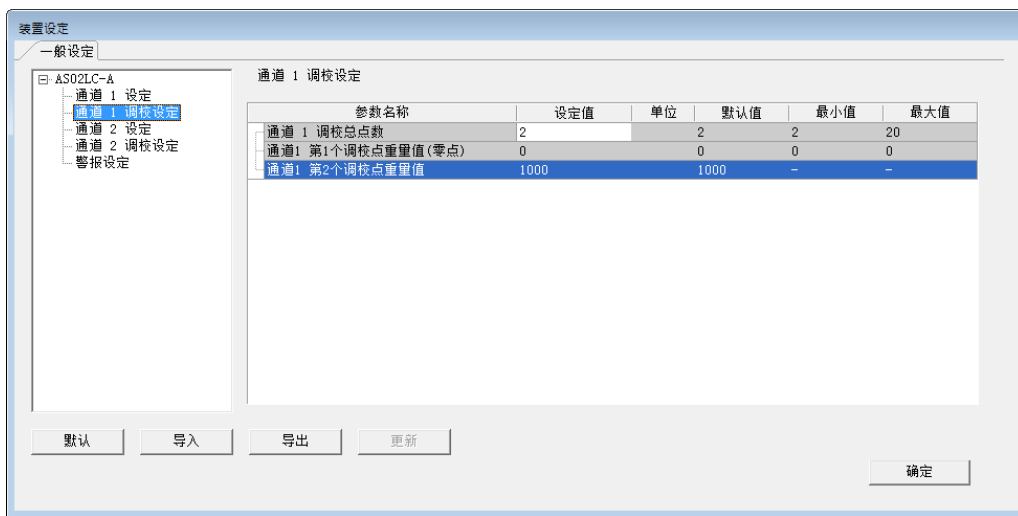 装置设定
一般设定
AS02LC-A
通道 1 设定
通道 1 调校设定
通道 2 设定
通道 2 调校设定
警报设定
通道 1 调校设定
参数名称 设定值 单位 默认值 最小值 最大值
通道 1 调校总点数 2 2 2 20
通道1 第1个调校点重量值(零点) 0 0 0 0
通道1 第2个调校点重量值 1000 1000 - -
默认 导入 导出 更新
确定